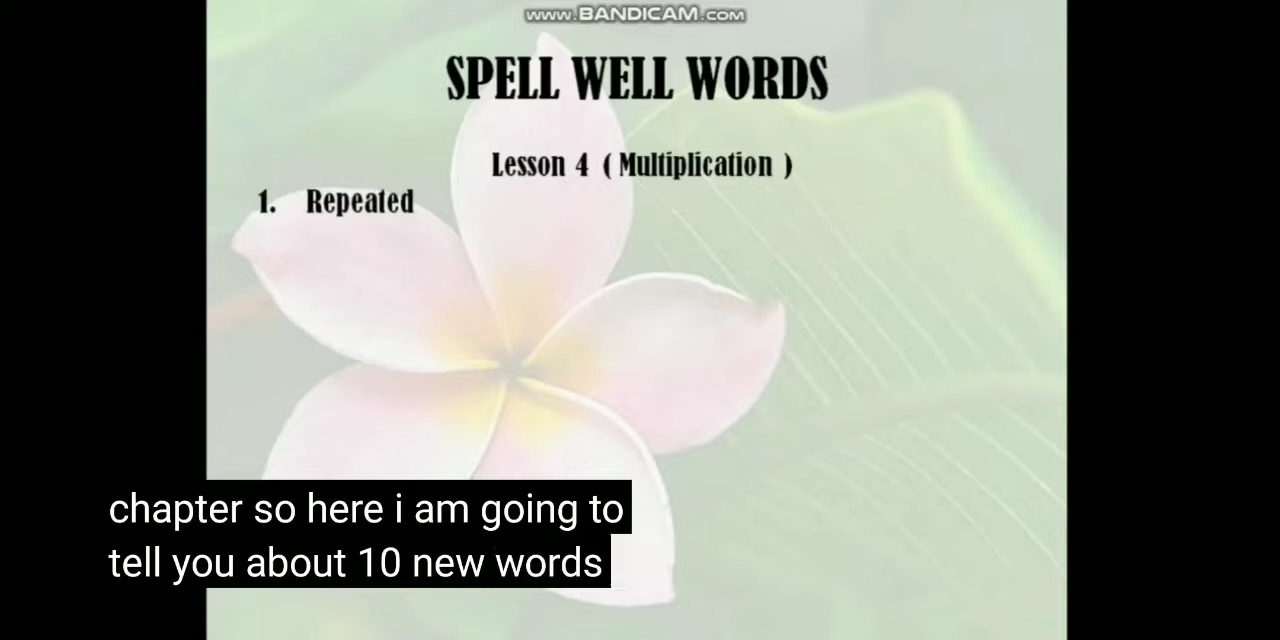 www.BANDICAM.com
SPELL WELL WORDS
Lesson 4 ( Multiplication )
1. Repeated
chapter so here i am going to
tell you about 10 new words